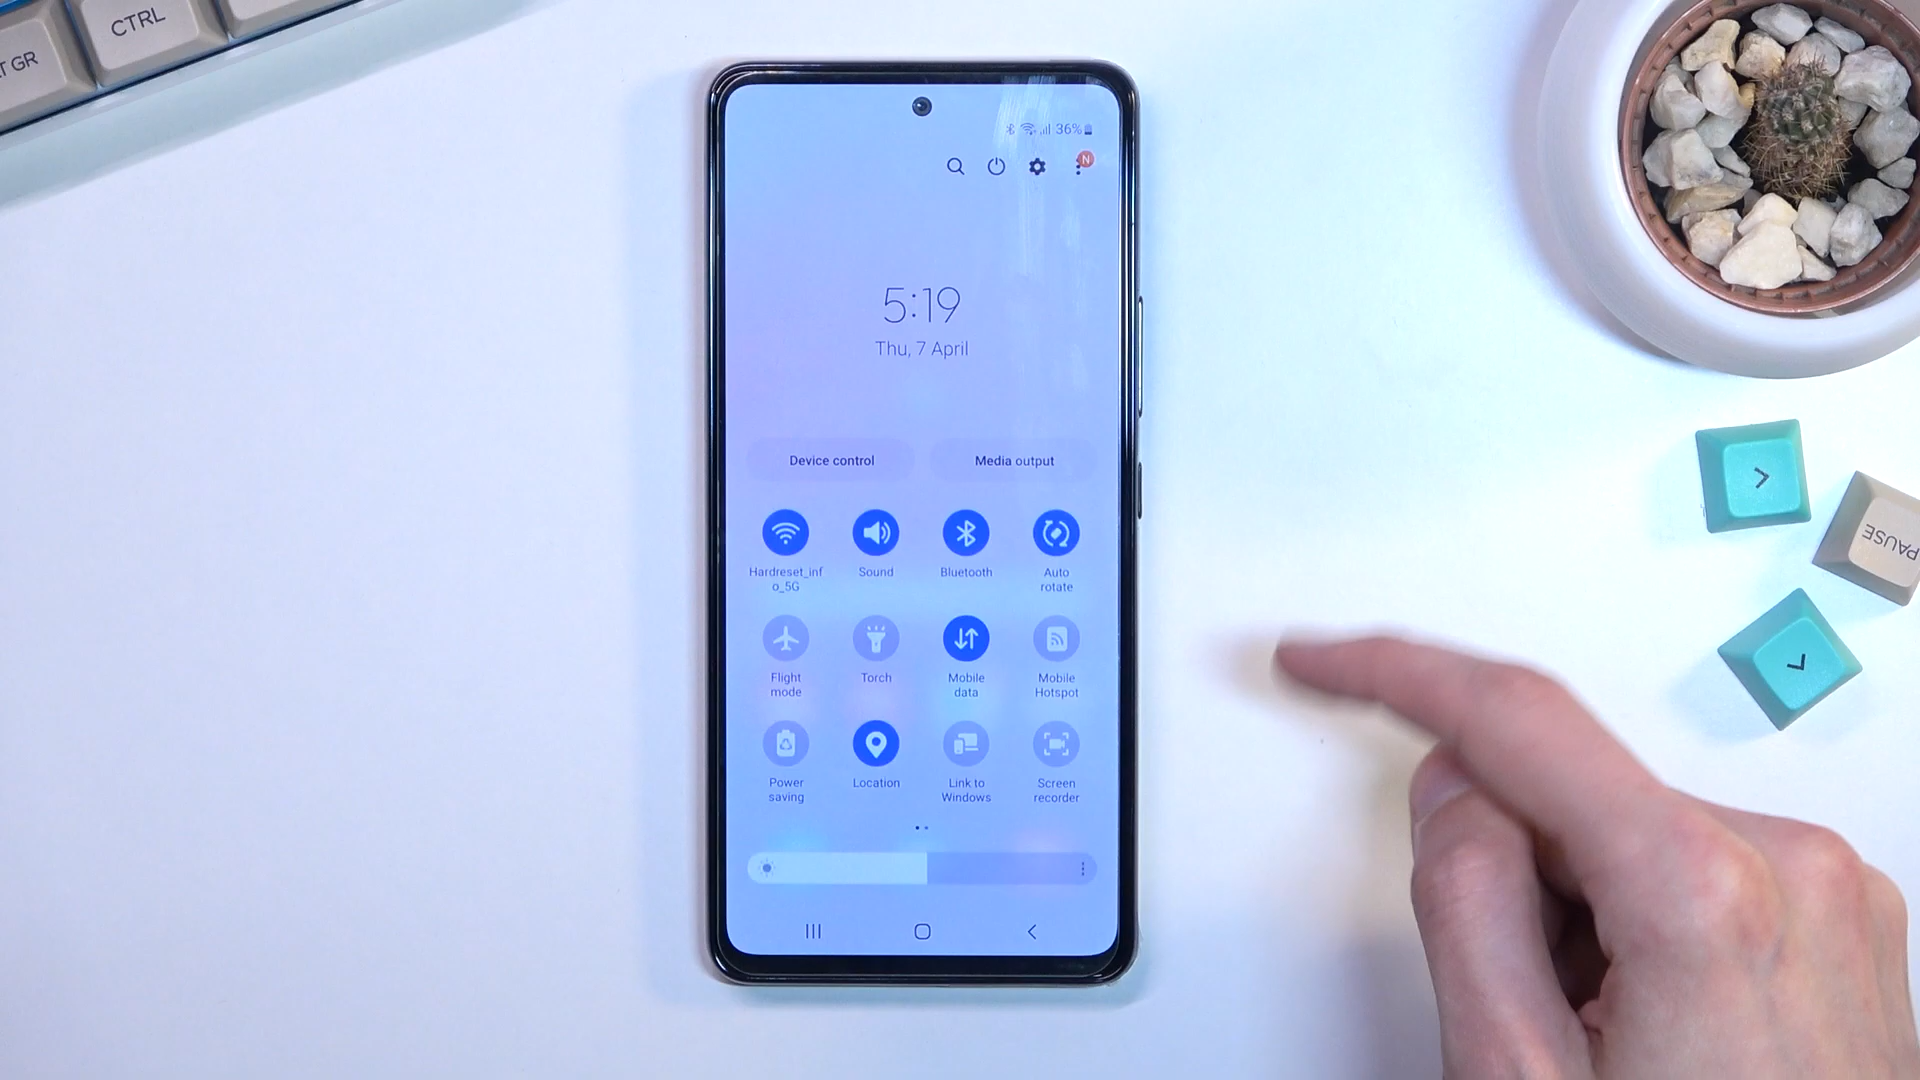 CTRL
T GR
36%
N
5:19
Thu, 7 April
Device control
Media output
Hardreset_inf
o_5G
Sound
Bluetooth
Auto
rotate
Flight
mode
Torch
Mobile
data
Mobile
Hotspot
Power
saving
Location
Link to
Windows
Screen
recorder
PAUSE